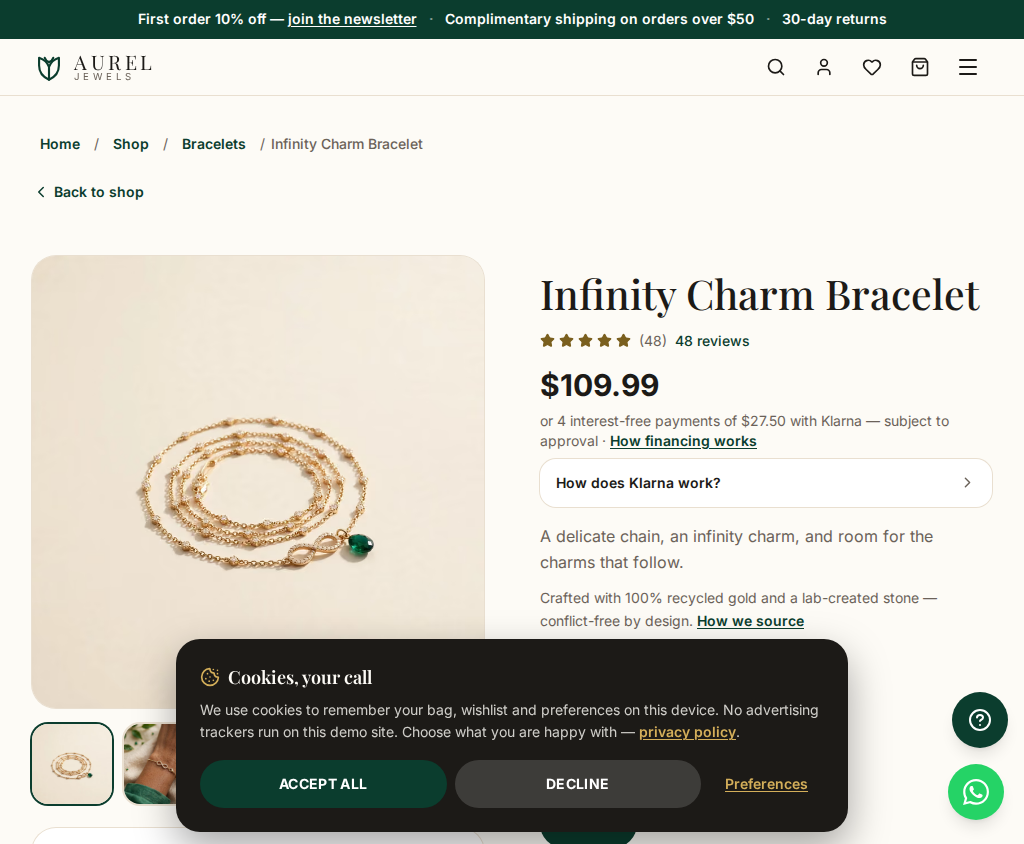 First order 10% off — join the newsletter · Complimentary shipping on orders over $50 · 30-day returns
AUREL
JEWELS
Home / Shop / Bracelets / Infinity Charm Bracelet
Back to shop
Infinity Charm Bracelet
(48) 48 reviews
$109.99
or 4 interest-free payments of $27.50 with Klarna — subject to
approval · How financing works
How does Klarna work?
A delicate chain, an infinity charm, and room for the
charms that follow.
Crafted with 100% recycled gold and a lab-created stone —
conflict-free by design. How we source
Cookies, your call
We use cookies to remember your bag, wishlist and preferences on this device. No advertising
trackers run on this demo site. Choose what you are happy with — privacy policy.
ACCEPT ALL DECLINE Preferences